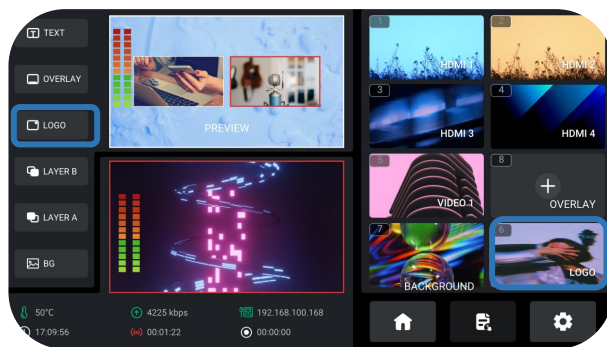 TEXT
OVERLAY
LOGO
LAYER B
LAYER A
BG
PREVIEW
1
HDMI 1
2
HDMI 2
3
HDMI 3
4
HDMI 4
5
VIDEO 1
8
OVERLAY
7
BACKGROUND
6
LOGO
50°C
4225 kbps
192.168.100.168
17:09:56
00:01:22
00:00:00